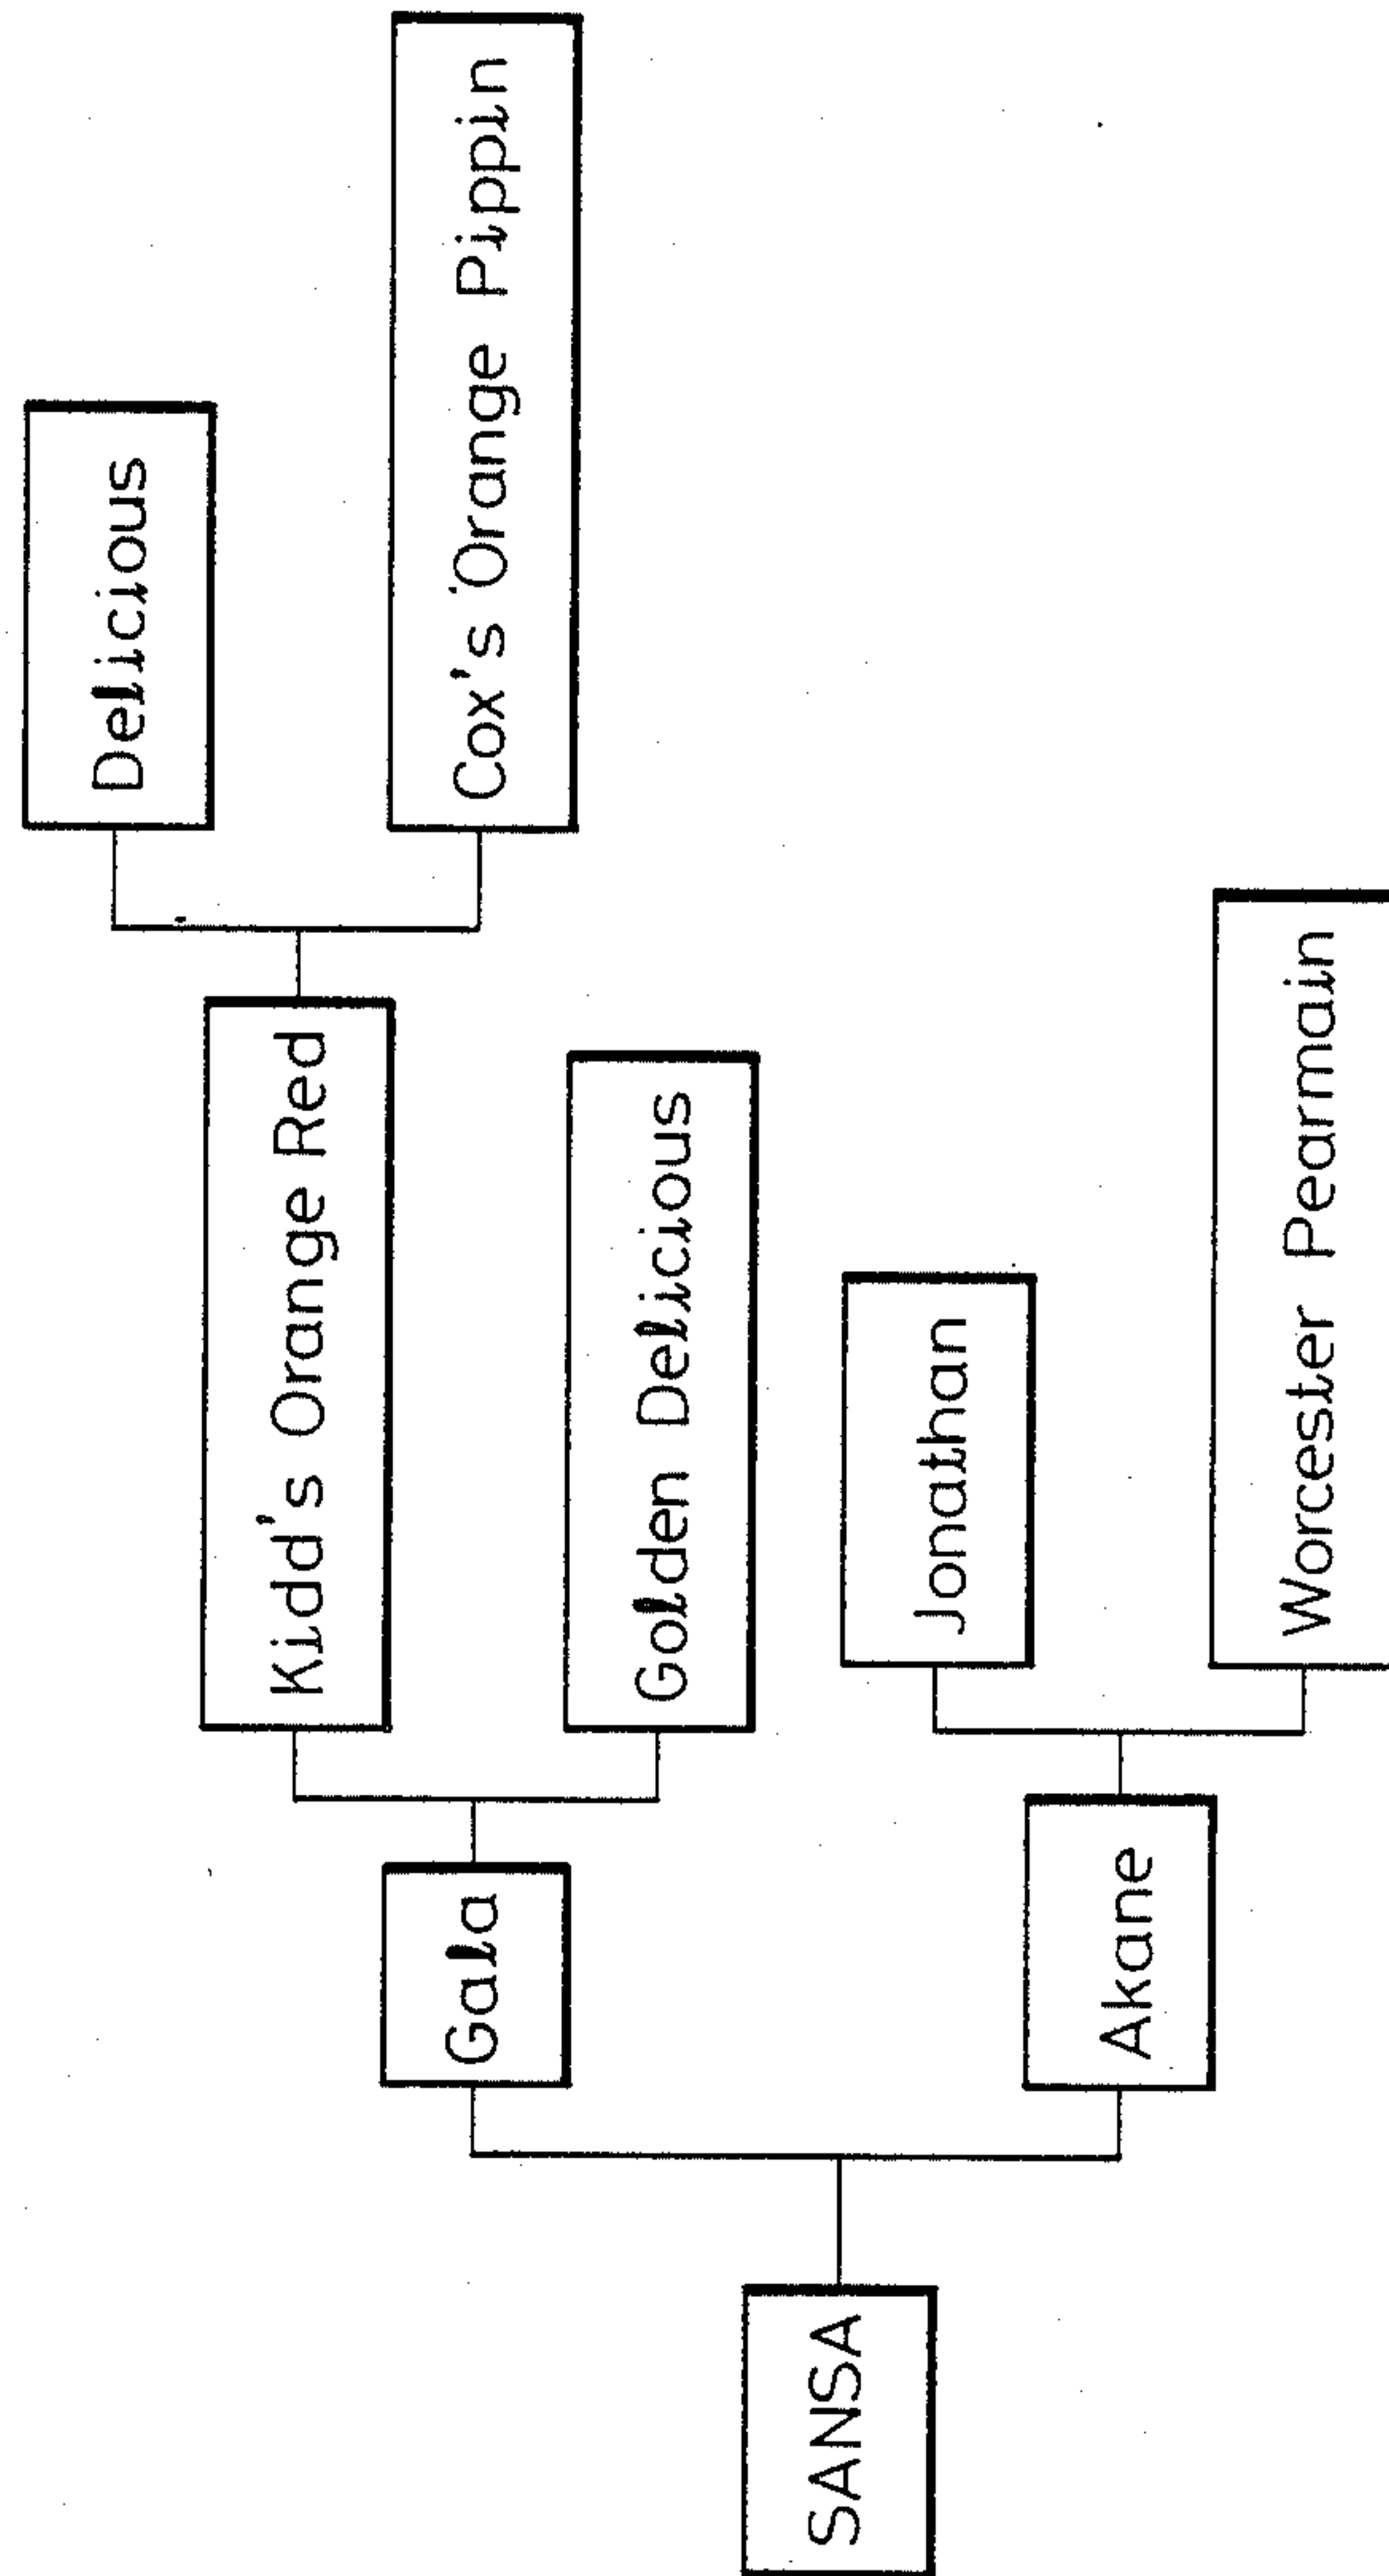 Delicious
Kidd's Orange Red
Cox's Orange Pippin
Gala
Golden Delicious
SANSA
Jonathan
Akane
Worcester Pearmain